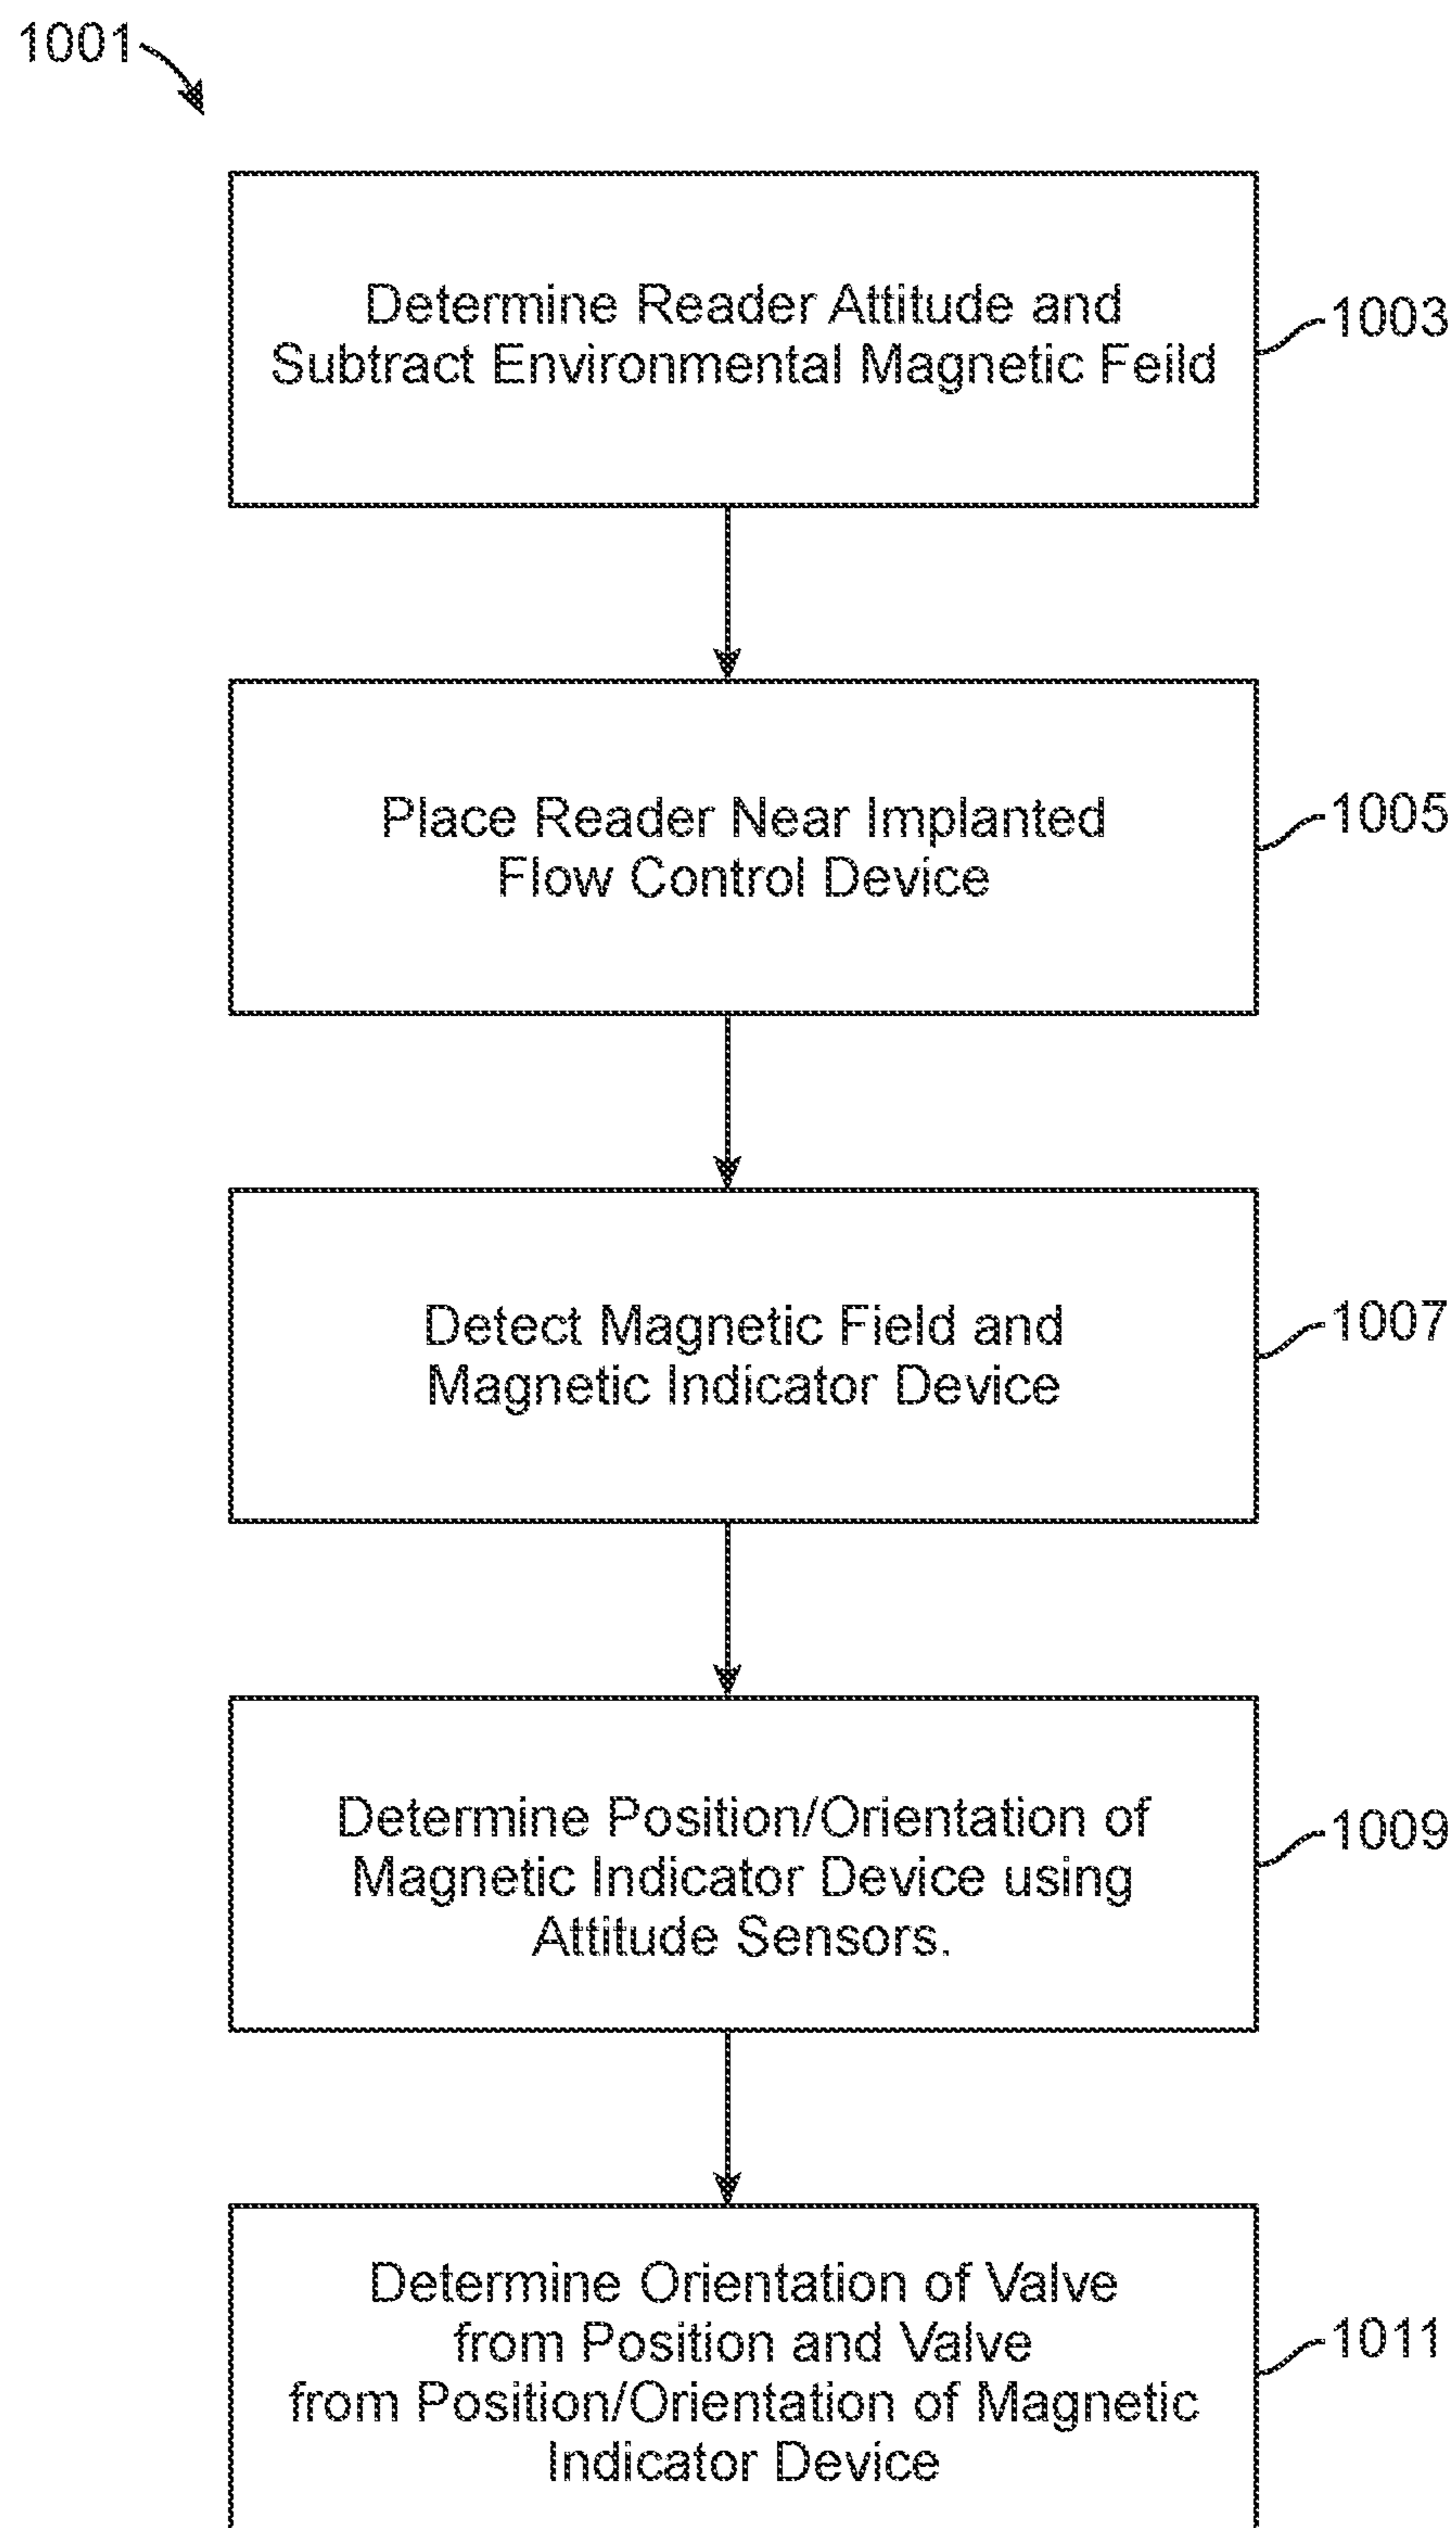 1001
Determine Reader Attitude and
Subtract Environmental Magnetic Feild
1003
Place Reader Near Implanted
Flow Control Device
1005
Detect Magnetic Field and
Magnetic Indicator Device
1007
Determine Position/Orientation of
Magnetic Indicator Device using
Attitude Sensors.
1009
Determine Orientation of Valve
from Position and Valve
from Position/Orientation of Magnetic
Indicator Device
1011